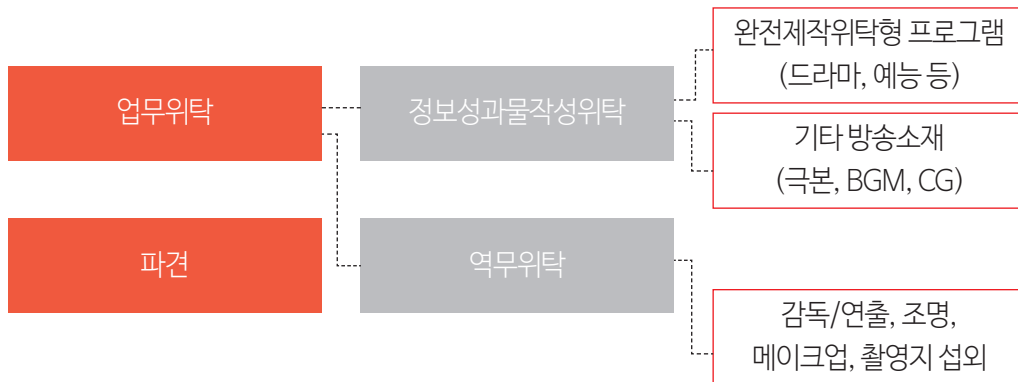 업무위탁
정보성과물작성위탁
완전제작위탁형 프로그램
(드라마, 예능 등)
기타 방송소재
(극본, BGM, CG)
파견
역무위탁
감독/연출, 조명,
메이크업, 촬영지 섭외